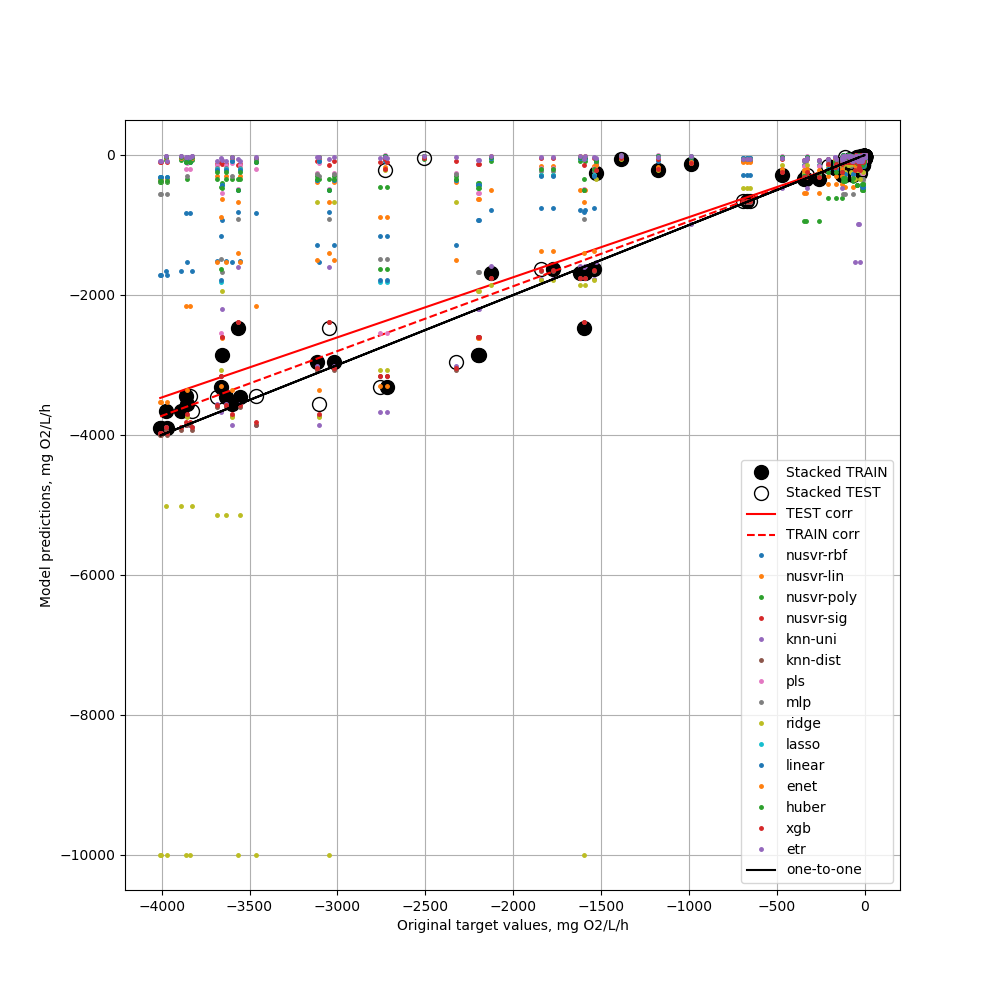 0
−2000
−4000
−6000
−8000
−10000
Model predictions, mg O2/L/h
−4000 −3500 −3000 −2500 −2000 −1500 −1000 −500 0
Original target values, mg O2/L/h
Stacked TRAIN
Stacked TEST
TEST corr
TRAIN corr
nusvr-rbf
nusvr-lin
nusvr-poly
nusvr-sig
knn-uni
knn-dist
pls
mlp
ridge
lasso
linear
enet
huber
xgb
etr
one-to-one